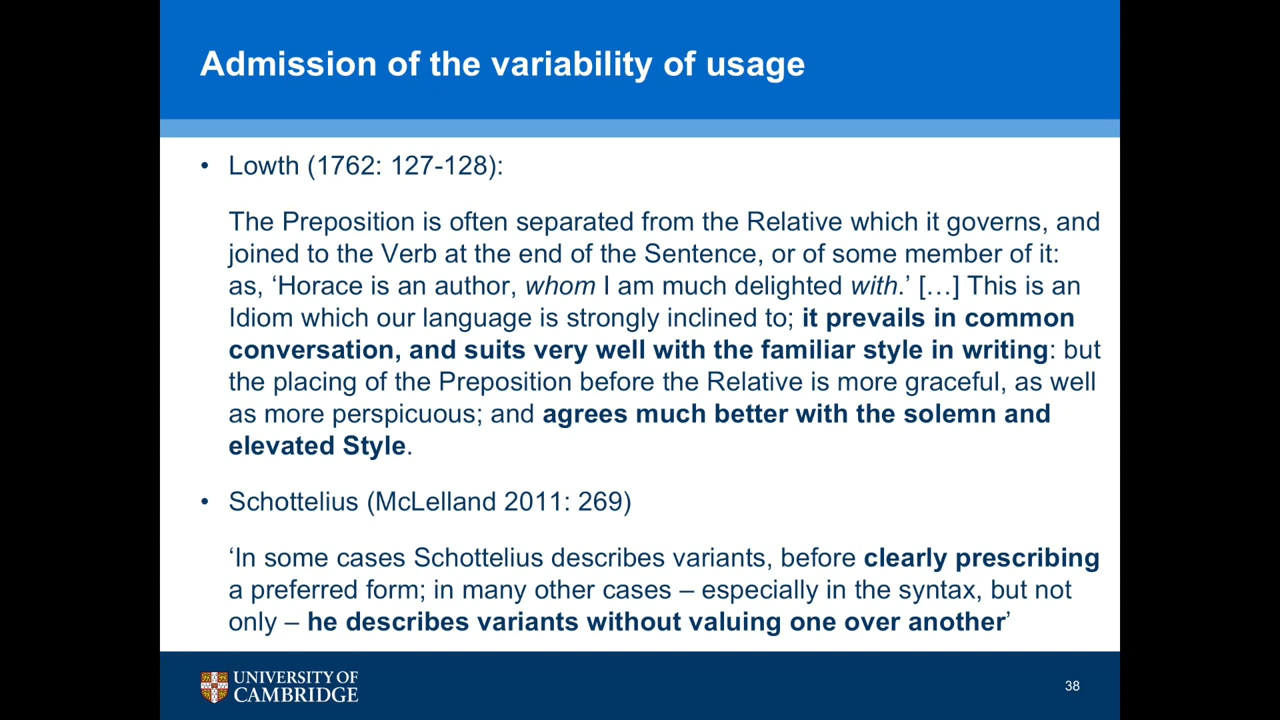 Admission of the variability of usage
• Lowth (1762: 127-128):
The Preposition is often separated from the Relative which it governs, and
joined to the Verb at the end of the Sentence, or of some member of it:
as, ‘Horace is an author, whom I am much delighted with.’ […] This is an
Idiom which our language is strongly inclined to; it prevails in common
conversation, and suits very well with the familiar style in writing: but
the placing of the Preposition before the Relative is more graceful, as well
as more perspicuous; and agrees much better with the solemn and
elevated Style.
• Schottelius (McLelland 2011: 269)
‘In some cases Schottelius describes variants, before clearly prescribing
a preferred form; in many other cases – especially in the syntax, but not
only – he describes variants without valuing one over another’
UNIVERSITY OF
CAMBRIDGE
38